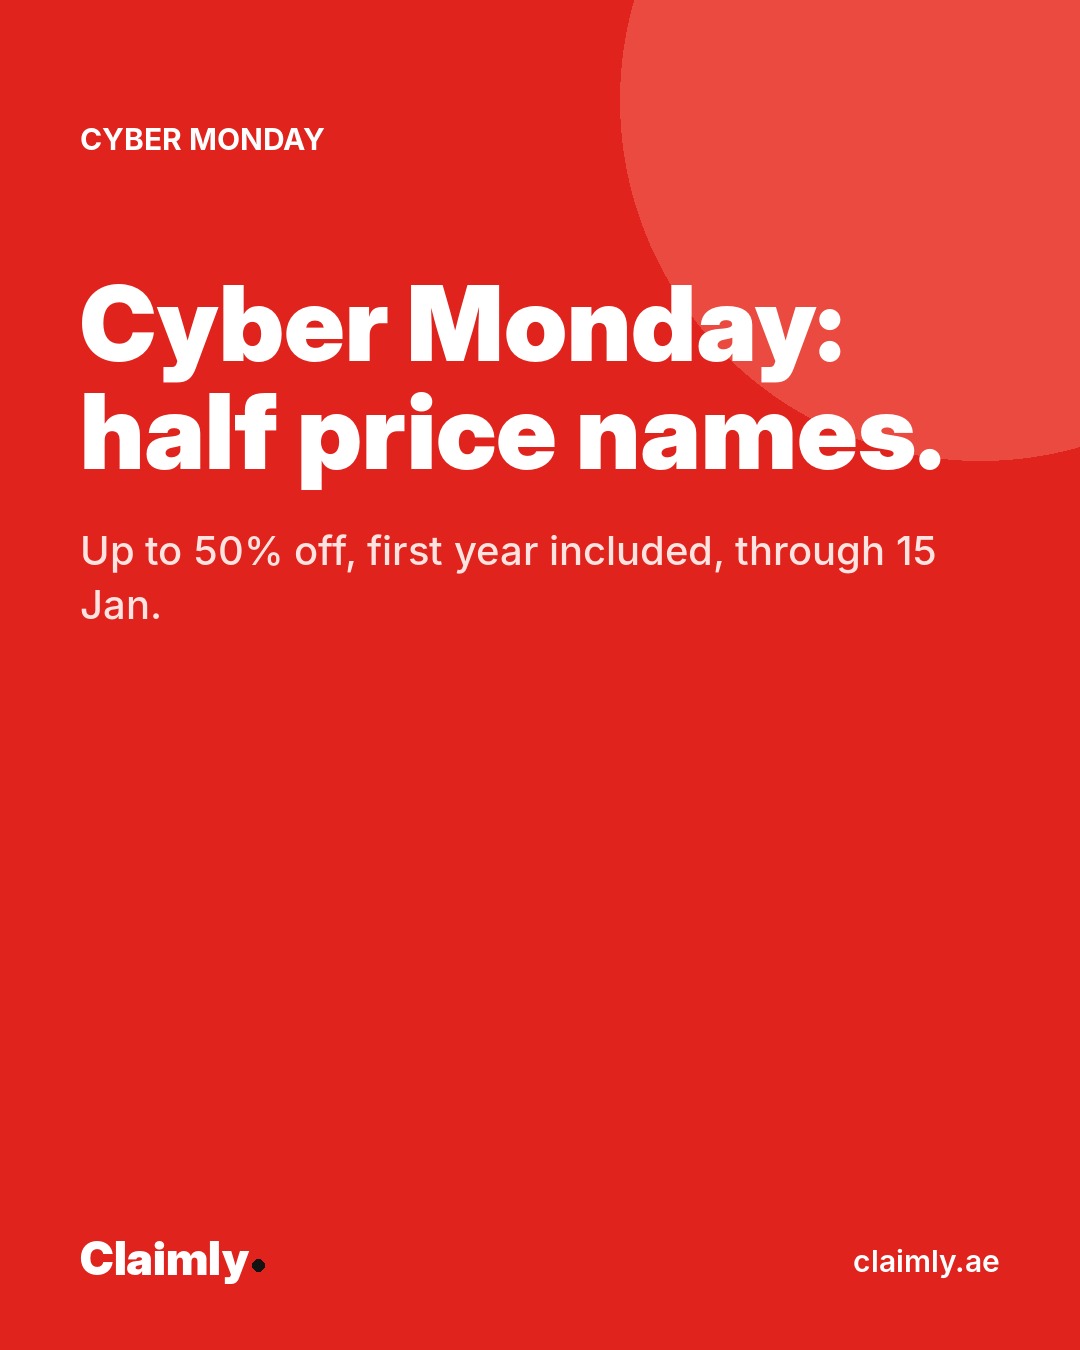 CYBER MONDAY
Cyber Monday:
half price names.
Up to 50% off, first year included, through 15
Jan.
Claimly.
claimly.ae